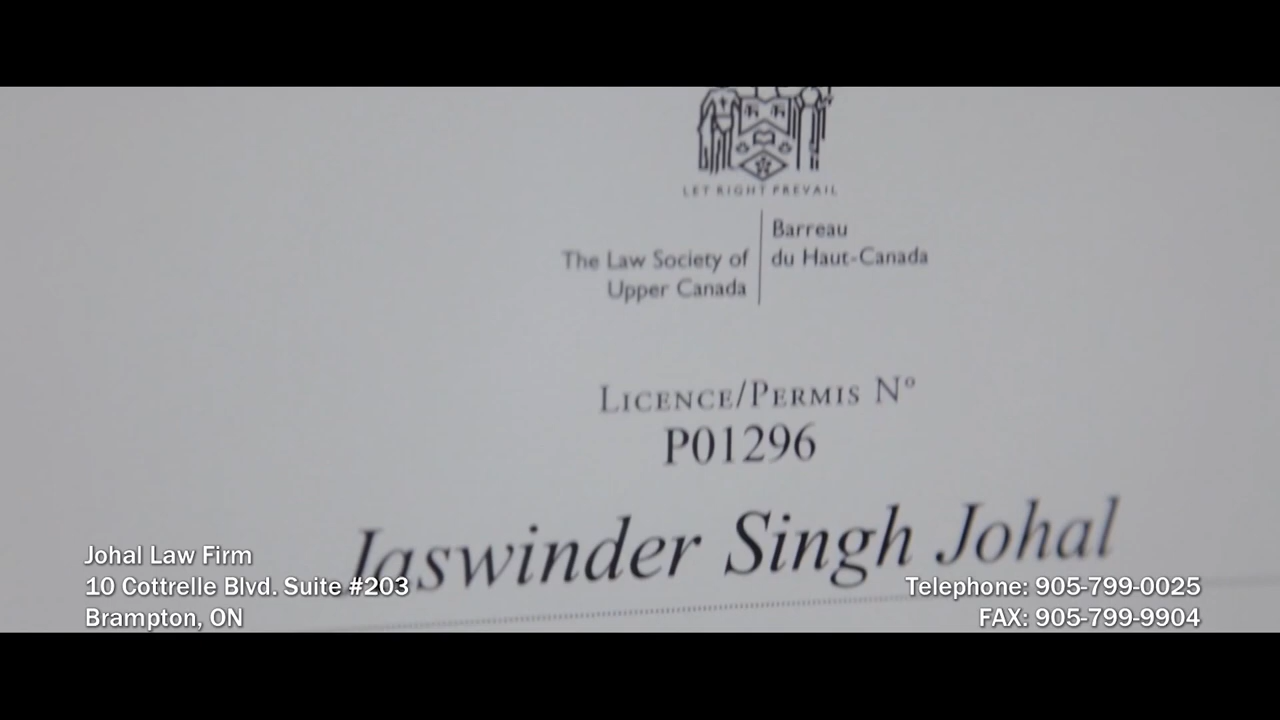 LET RIGHT PREVAIL
The Law Society of
Upper Canada
Barreau
du Haut-Canada
LICENCE/PERMIS Nº
P01296
Jaswinder Singh Johal
Johal Law Firm
10 Cottrelle Blvd. Suite #203
Brampton, ON
Telephone: 905-799-0025
FAX: 905-799-9904